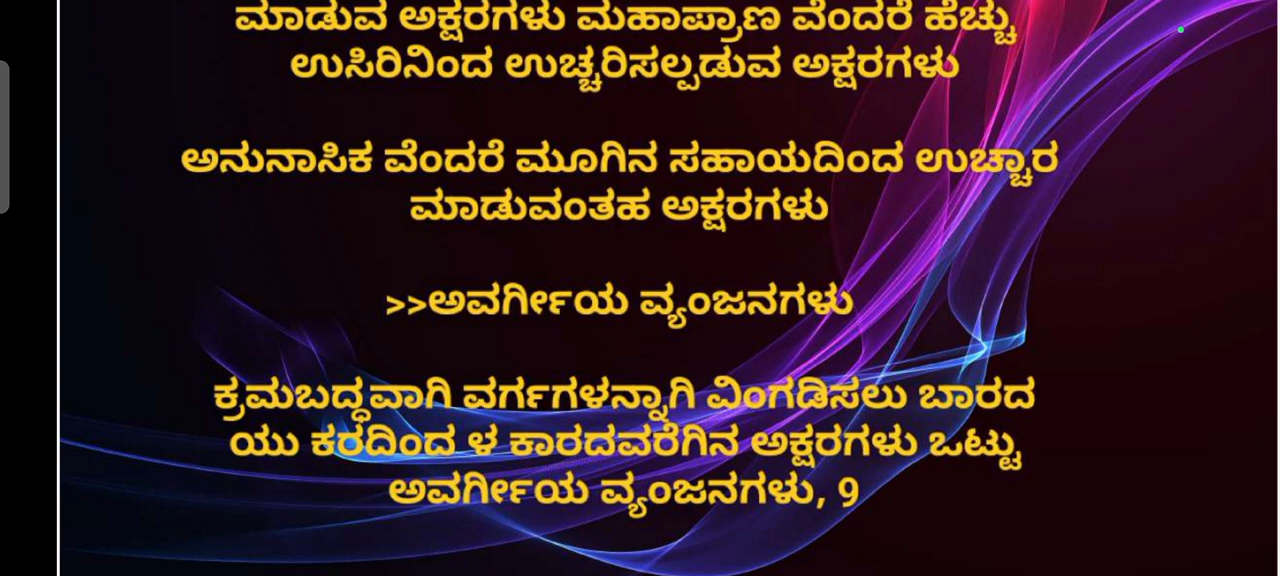 ಮಾಡುವ ಅಕ್ಷರಗಳು ಮಹಾಪ್ರಾಣ ವೆಂದರೆ ಹೆಚ್ಚು
ಉಸಿರಿನಿಂದ ಉಚ್ಚರಿಸಲ್ಪಡುವ ಅಕ್ಷರಗಳು
ಅನುನಾಸಿಕ ವೆಂದರೆ ಮೂಗಿನ ಸಹಾಯದಿಂದ ಉಚ್ಚಾರ
ಮಾಡುವಂತಹ ಅಕ್ಷರಗಳು
>>ಅವರ್ಗೀಯ ವ್ಯಂಜನಗಳು
ಕ್ರಮಬದ್ಧವಾಗಿ ವರ್ಗಗಳನ್ನಾಗಿ ವಿಂಗಡಿಸಲು ಬಾರದ
ಯು ಕರದಿಂದ ಳ ಕಾರದವರೆಗಿನ ಅಕ್ಷರಗಳು ಒಟ್ಟು
ಅವರ್ಗೀಯ ವ್ಯಂಜನಗಳು, 9